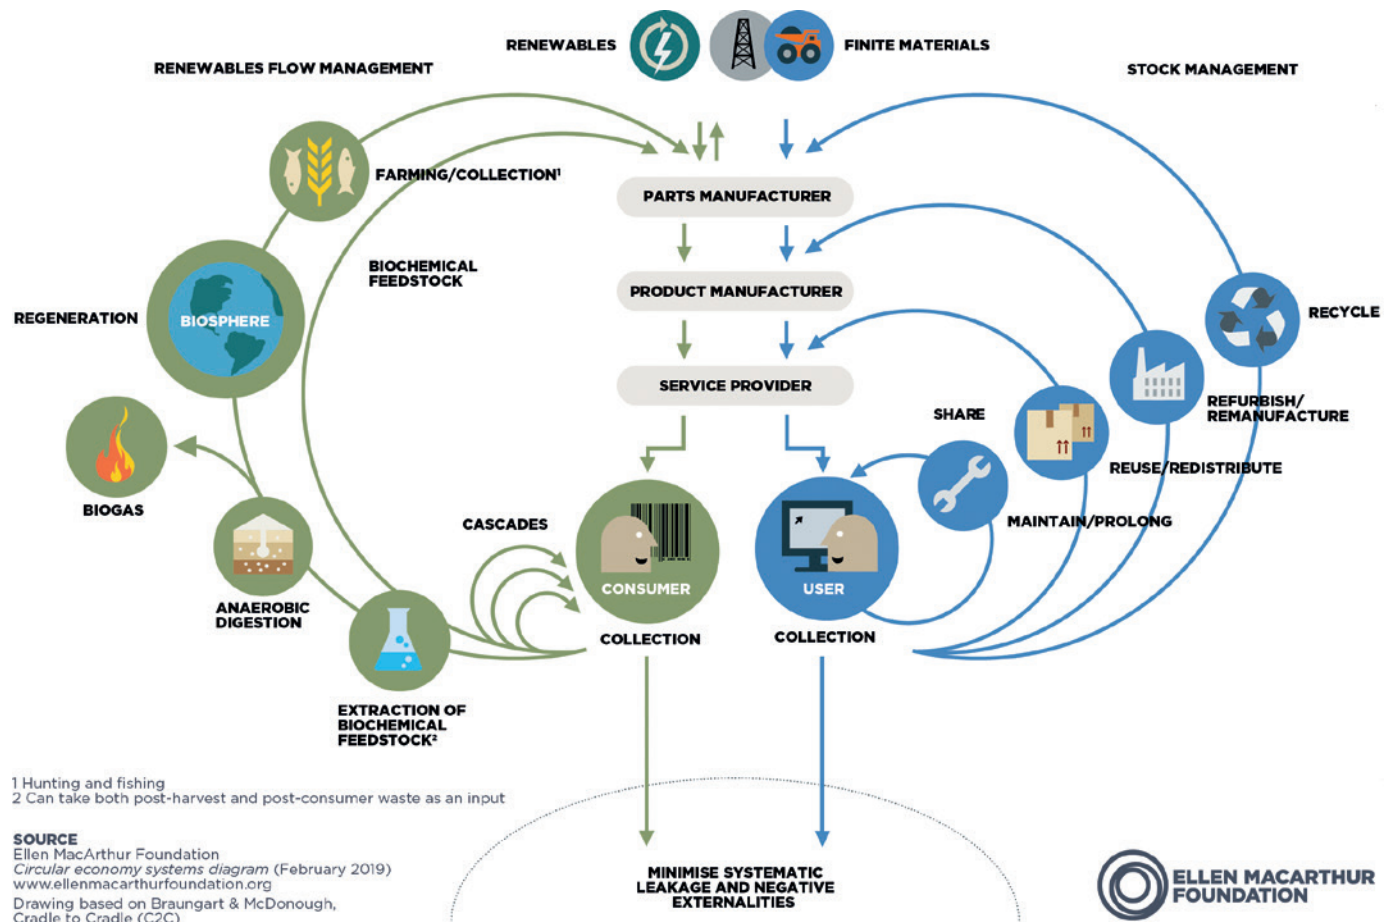 RENEWABLES
FINITE MATERIALS
RENEWABLES FLOW MANAGEMENT
STOCK MANAGEMENT
FARMING/COLLECTION¹
PARTS MANUFACTURER
BIOCHEMICAL
FEEDSTOCK
PRODUCT MANUFACTURER
REGENERATION
BIOSPHERE
RECYCLE
SERVICE PROVIDER
SHARE
REFURBISH/
REMANUFACTURE
REUSE/REDISTRIBUTE
BIOGAS
CASCADES
MAINTAIN/PROLONG
CONSUMER
USER
ANAEROBIC
DIGESTION
COLLECTION
COLLECTION
EXTRACTION OF
BIOCHEMICAL
FEEDSTOCK²
1 Hunting and fishing
2 Can take both post-harvest and post-consumer waste as an input
SOURCE
Ellen MacArthur Foundation
Circular economy systems diagram (February 2019)
www.ellenmacarthurfoundation.org
Drawing based on Braungart & McDonough,
Cradle to Cradle (C2C)
MINIMISE SYSTEMATIC
LEAKAGE AND NEGATIVE
EXTERNALITIES
ELLEN MACARTHUR
FOUNDATION